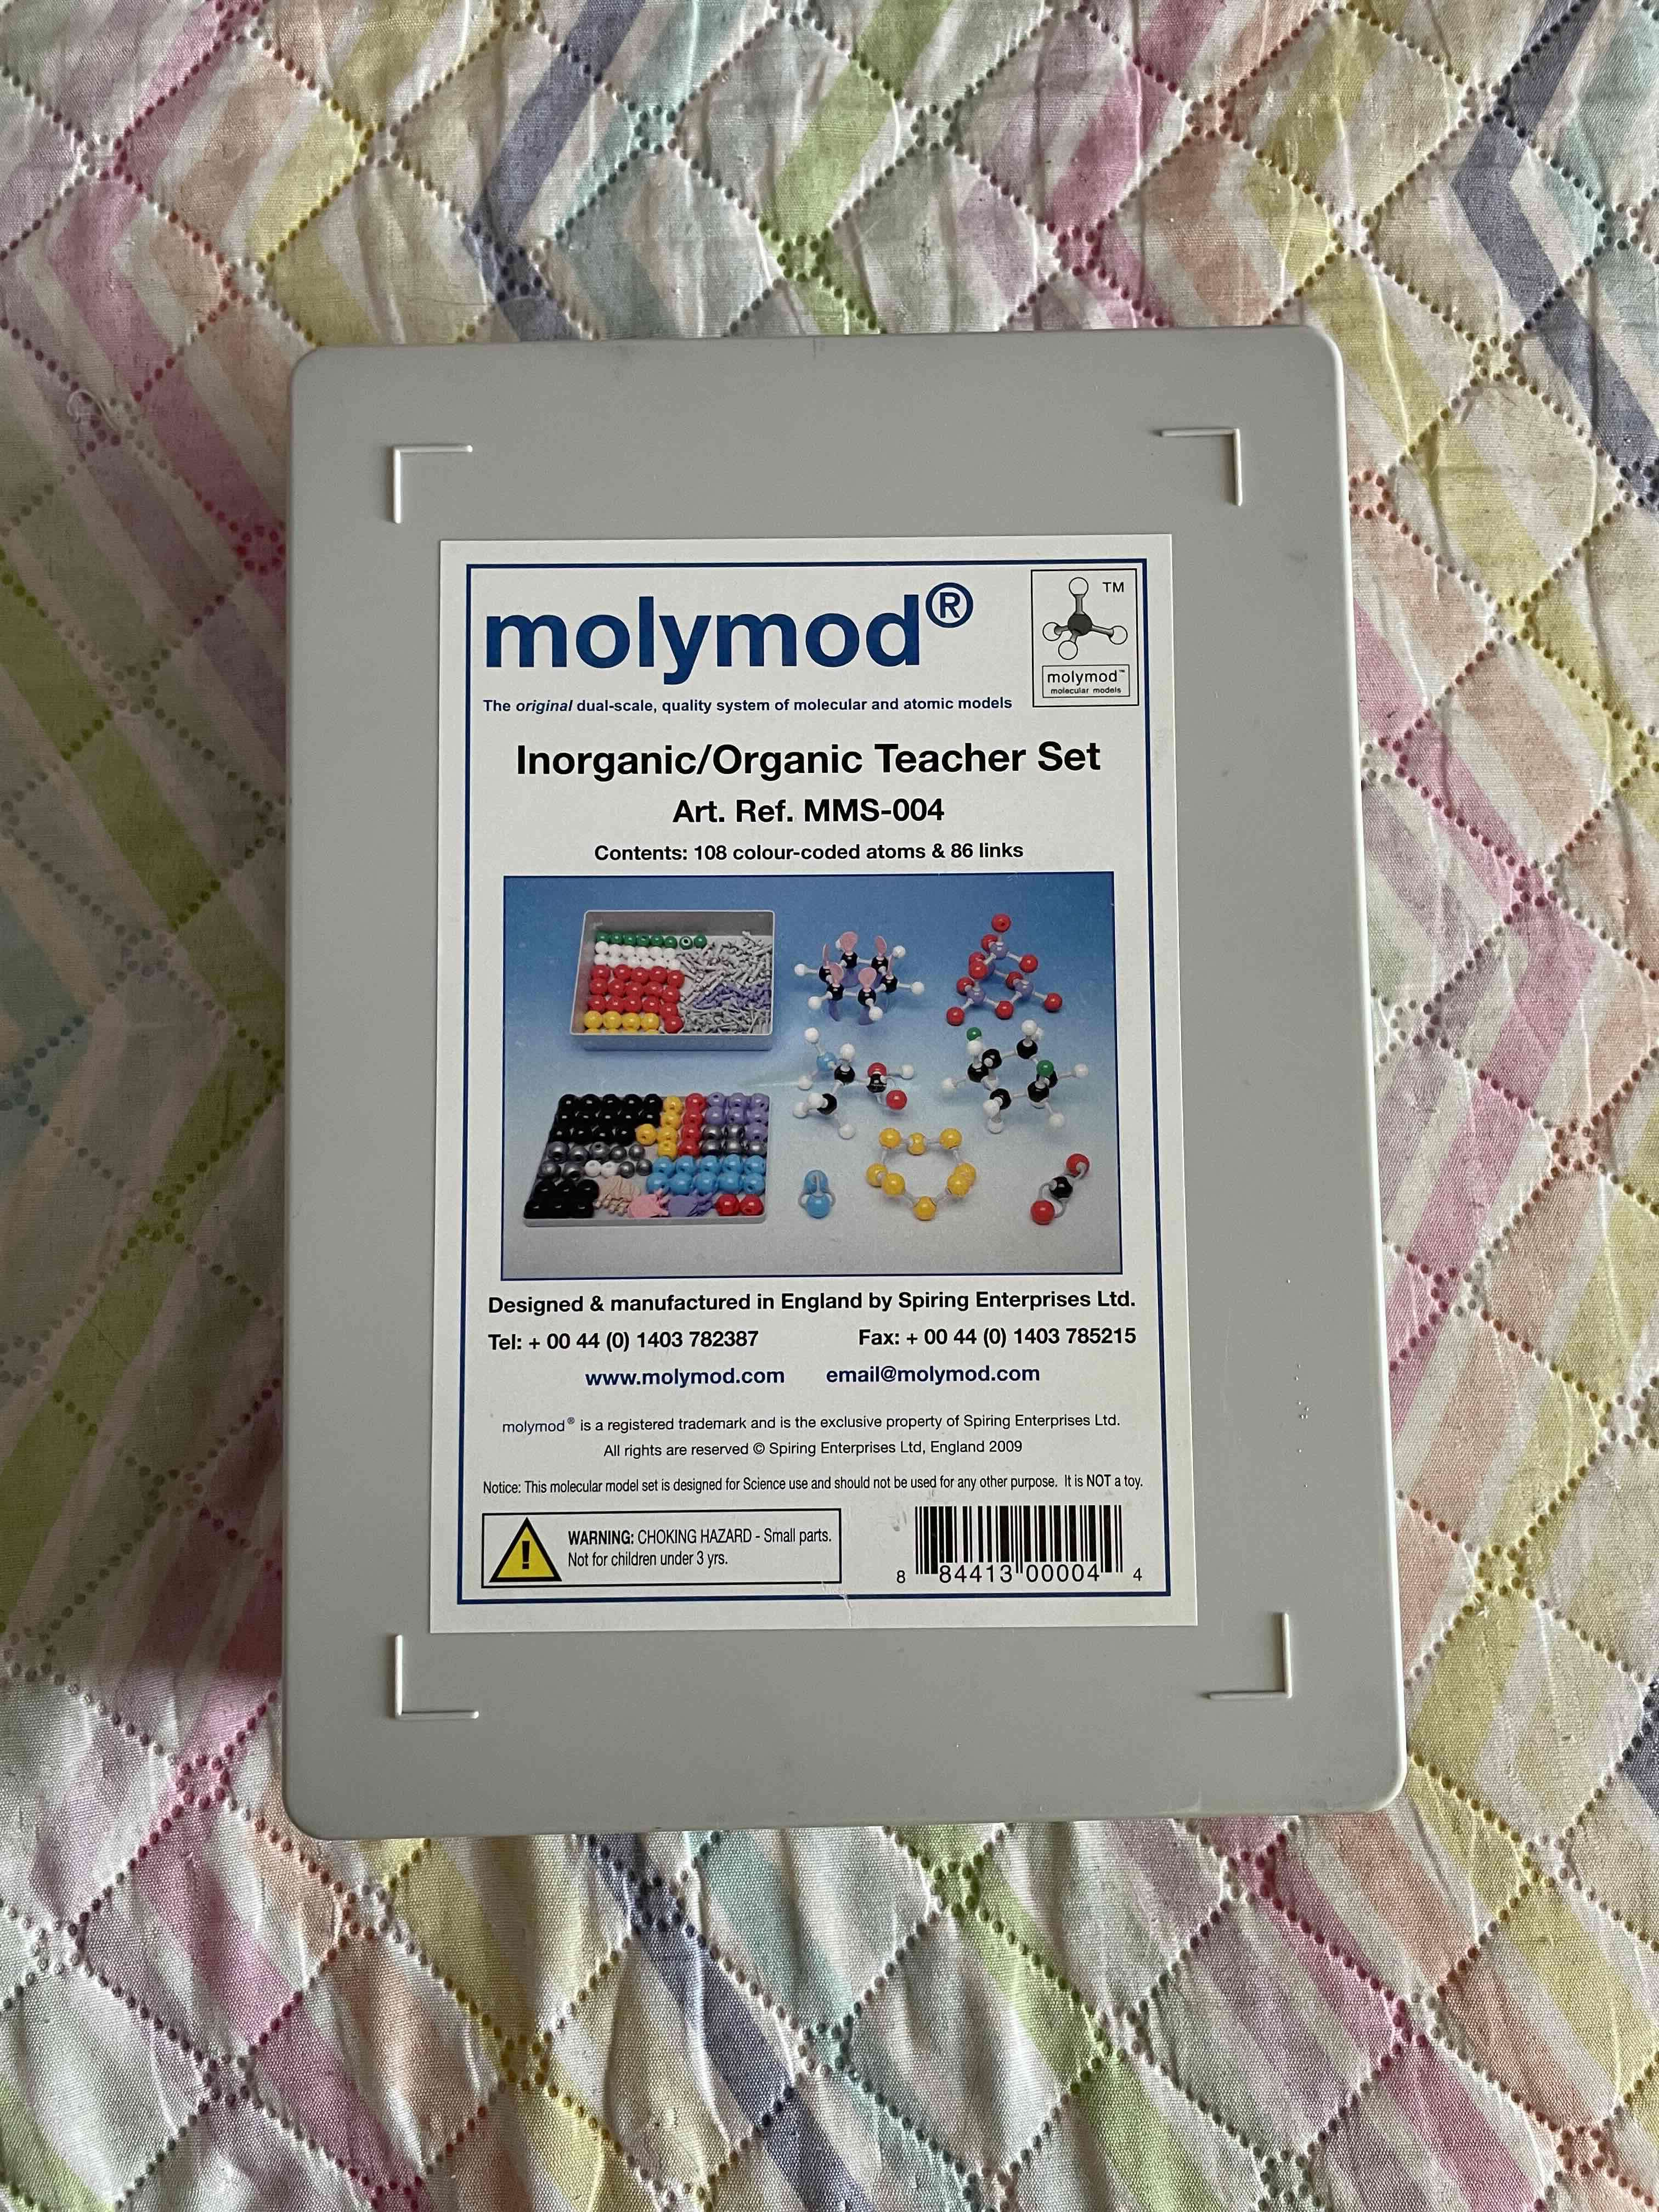 molymod®
TM
molymod™
molecular models
The original dual-scale, quality system of molecular and atomic models
Inorganic/Organic Teacher Set
Art. Ref. MMS-004
Contents: 108 colour-coded atoms & 86 links
Designed & manufactured in England by Spiring Enterprises Ltd.
Tel: + 00 44 (0) 1403 782387 Fax: + 00 44 (0) 1403 785215
www.molymod.com email@molymod.com
molymod® is a registered trademark and is the exclusive property of Spiring Enterprises Ltd.
All rights are reserved © Spiring Enterprises Ltd, England 2009
Notice: This molecular model set is designed for Science use and should not be used for any other purpose. It is NOT a toy.
WARNING: CHOKING HAZARD - Small parts.
Not for children under 3 yrs.
8 84413 00004 4